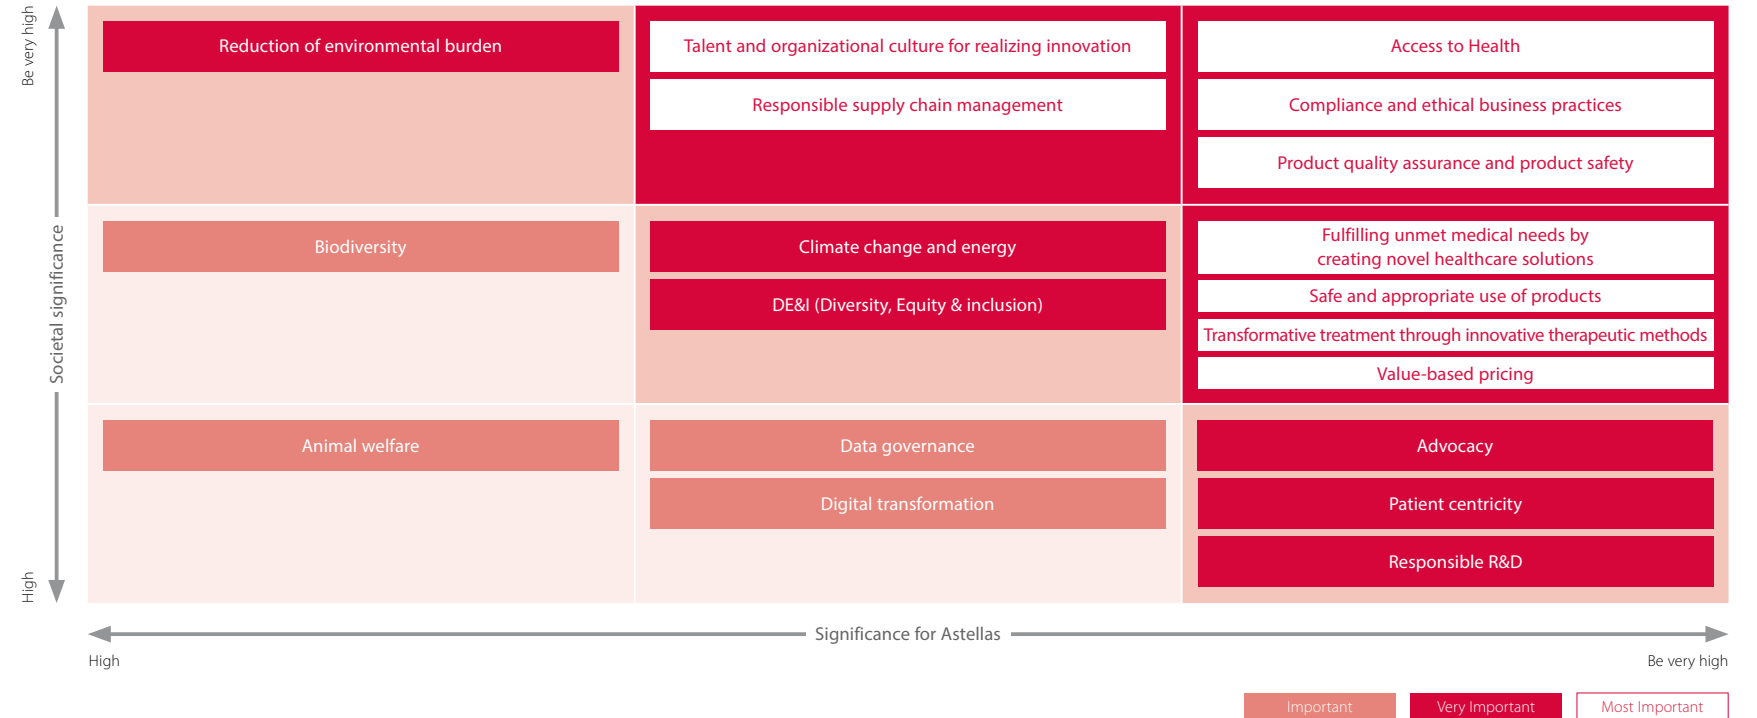 Be very high
Societal significance
High
Reduction of environmental burden
Talent and organizational culture for realizing innovation
Responsible supply chain management
Access to Health
Compliance and ethical business practices
Product quality assurance and product safety
Biodiversity
Climate change and energy
DE&I (Diversity, Equity & inclusion)
Fulfilling unmet medical needs by
creating novel healthcare solutions
Safe and appropriate use of products
Transformative treatment through innovative therapeutic methods
Value-based pricing
Animal welfare
Data governance
Digital transformation
Advocacy
Patient centricity
Responsible R&D
Significance for Astellas
High
Be very high
Important
Very Important
Most Important